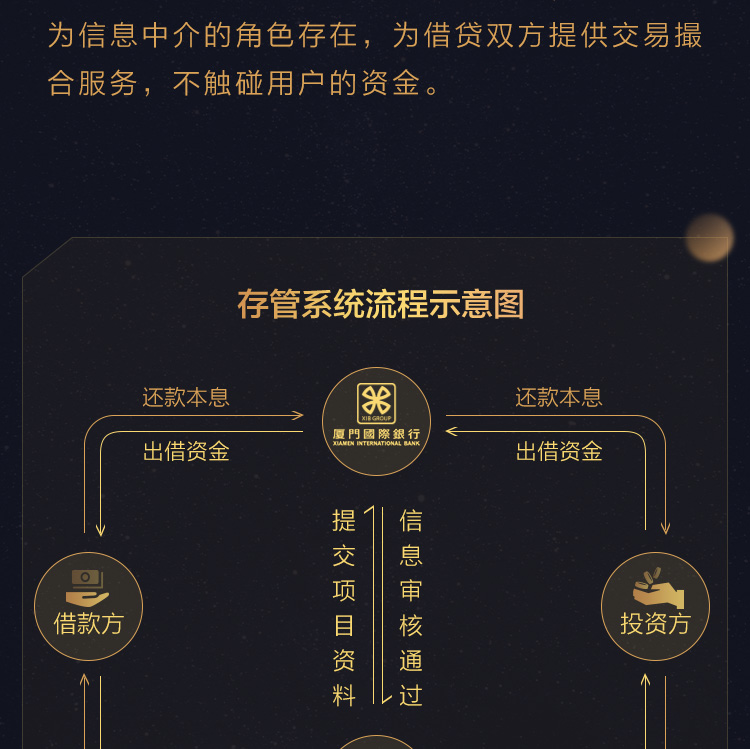 为信息中介的角色存在，为借贷双方提供交易撮
合服务，不触碰用户的资金。
存管系统流程示意图
还款本息
还款本息
XIB GROUP
廈門國際銀行
XIAMEN INTERNATIONAL BANK
出借资金
出借资金
提交项目资料
信息审核通过
借款方
投资方